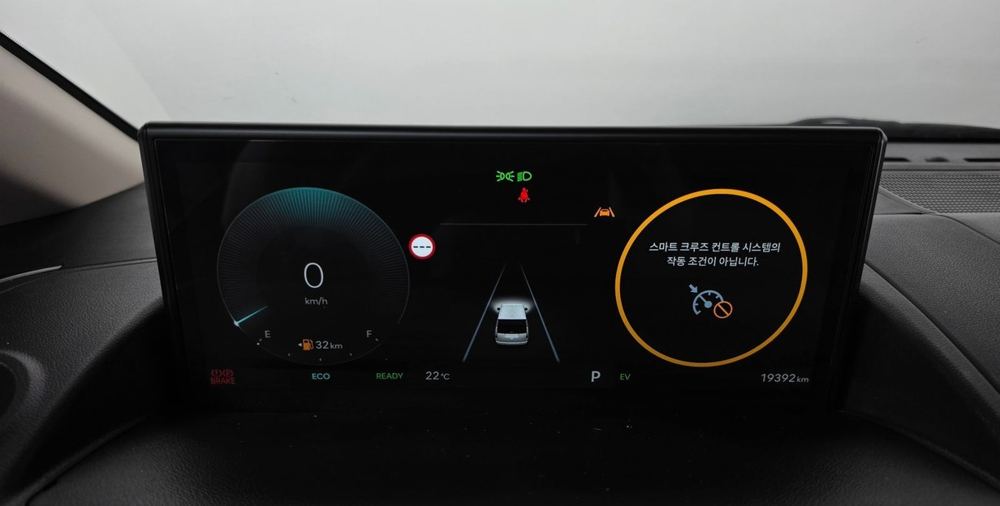 스마트 크루즈 컨트롤 시스템의
작동 조건이 아닙니다.
0
km/h
E
F
32km
BRAKE
ECO
READY
22°C
P
EV
19392km